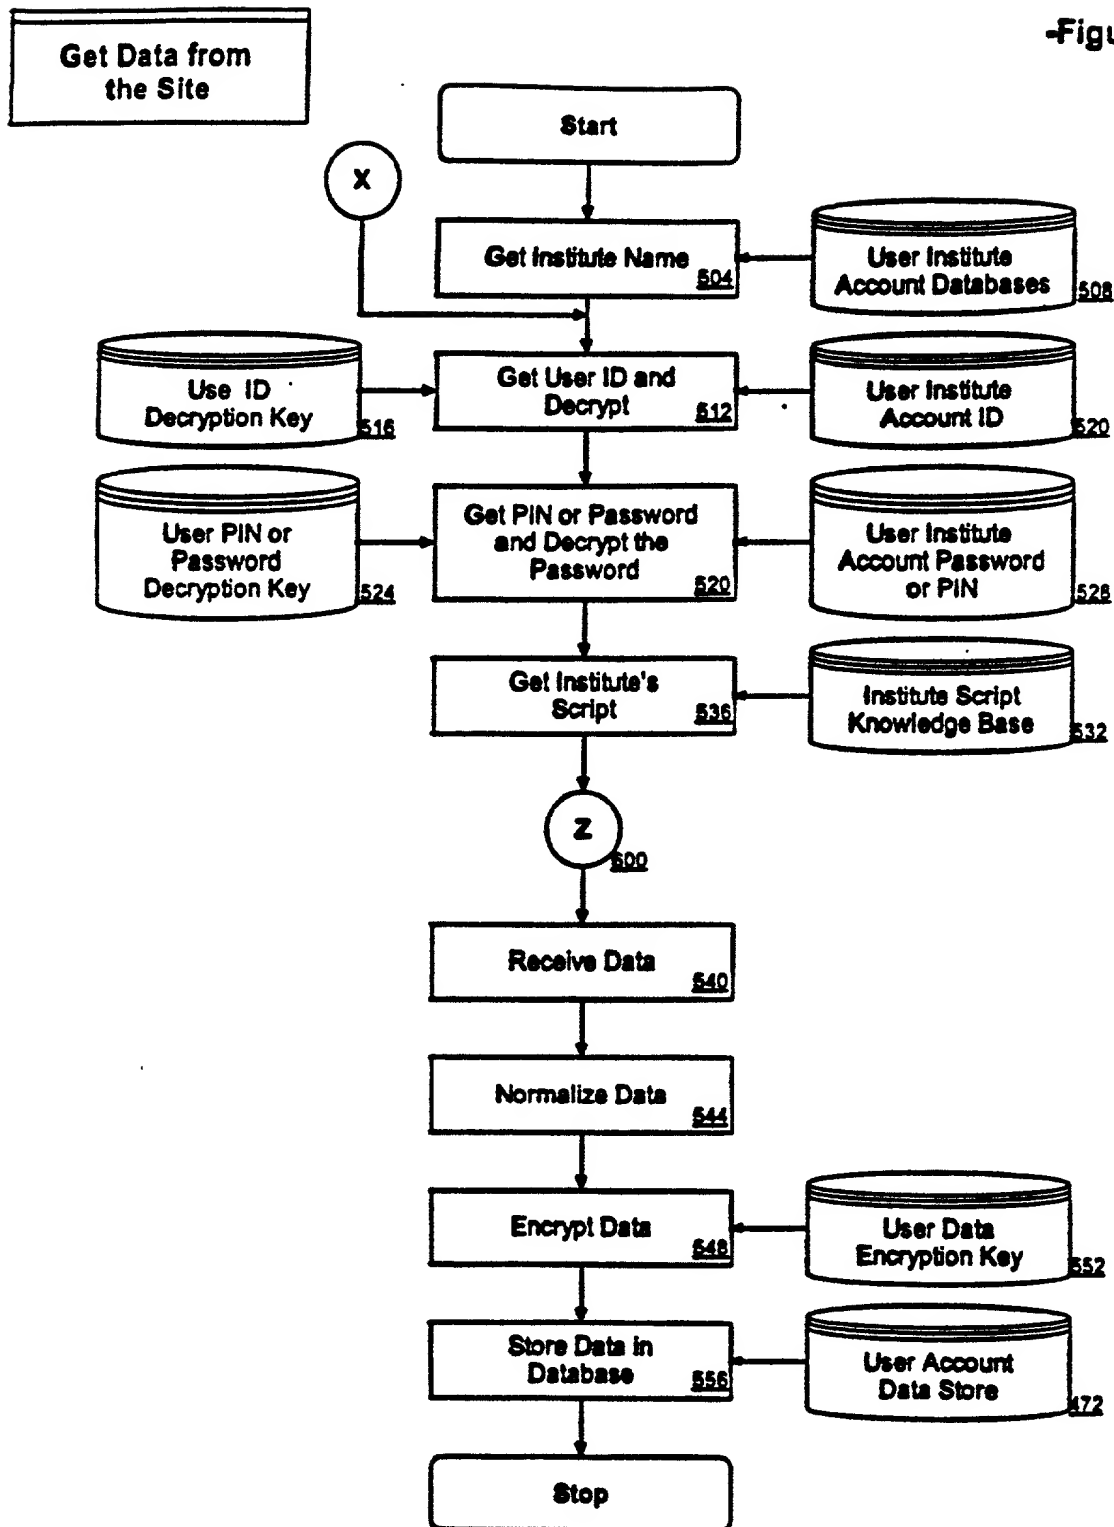 Get Data from
the Site
-Figu
Start
X
Get Institute Name
504
User Institute
Account Databases
508
Use ID
Decryption Key
516
Get User ID and
Decrypt
512
User Institute
Account ID
520
User PIN or
Password
Decryption Key
524
Get PIN or Password
and Decrypt the
Password
520
User Institute
Account Password
or PIN
528
Get Institute's
Script
536
Institute Script
Knowledge Base
532
Z
600
Receive Data
540
Normalize Data
544
Encrypt Data
548
User Data
Encryption Key
552
Store Data in
Database
556
User Account
Data Store
472
Stop